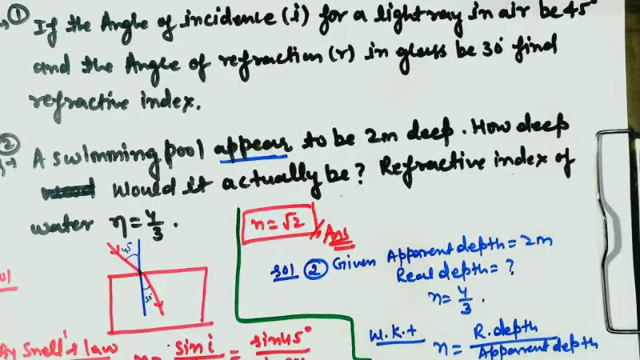 ① If the Angle of incidence (i) for a light ray in air be 45°
and the Angle of refraction (r) in glass be 30° find
refractive index.
② A swimming pool appear to be 2m deep. How deep
would it actually be? Refractive index of
water η = 4/3.
n = √2 Ans
45°
30°
By Snell's law
sin i = sin 45°
sol ② Given Apparent depth = 2m
Real depth = ?
n = 4/3.
W.K.t n = R.depth / Apparent depth